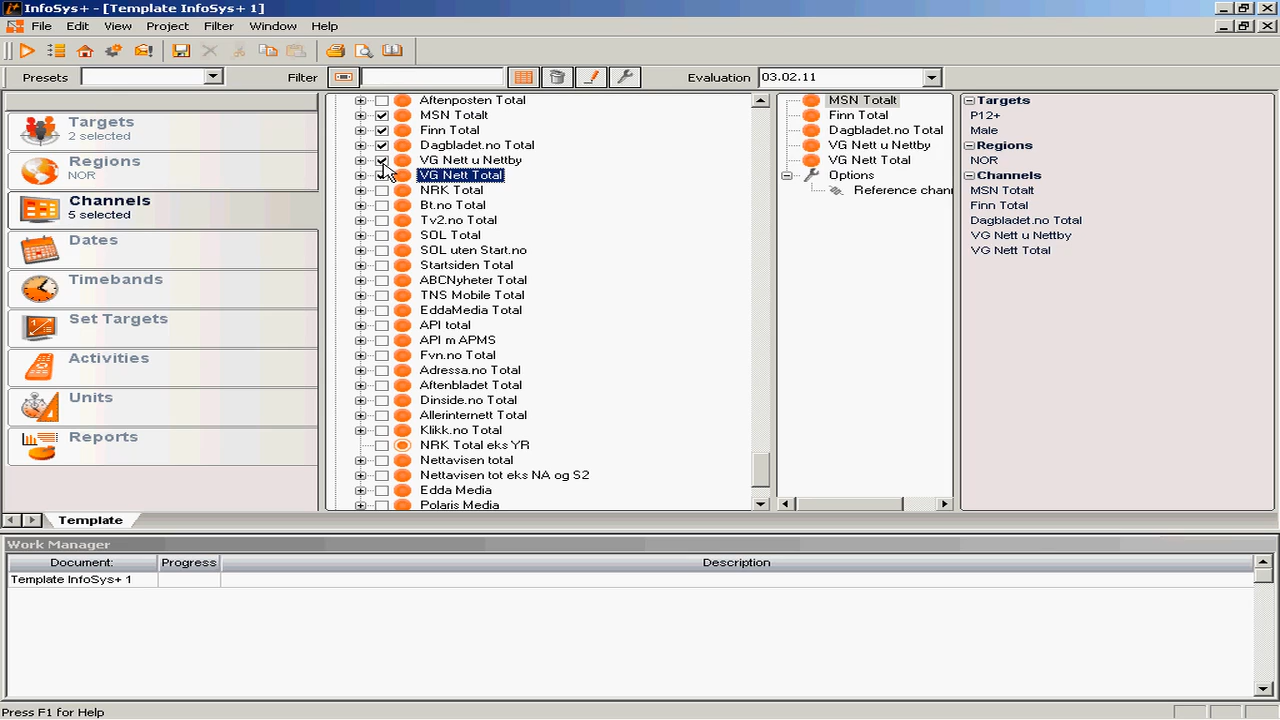 InfoSys+ - [Template InfoSys+ 1]
File Edit View Project Filter Window Help
Presets Filter Evaluation 03.02.11
Targets
2 selected
Regions
NOR
Channels
5 selected
Dates
Timebands
Set Targets
Activities
Units
Reports
Aftenposten Total
MSN Totalt
Finn Total
Dagbladet.no Total
VG Nett u Nettby
VG Nett Total
NRK Total
Bt.no Total
Tv2.no Total
SOL Total
SOL uten Start.no
Startsiden Total
ABCNyheter Total
TNS Mobile Total
EddaMedia Total
API total
API m APMS
Fvn.no Total
Adressa.no Total
Aftenbladet Total
Dinside.no Total
Allerinternett Total
Klikk.no Total
NRK Total eks YR
Nettavisen total
Nettavisen tot eks NA og S2
Edda Media
Polaris Media
MSN Totalt
Finn Total
Dagbladet.no Total
VG Nett u Nettby
VG Nett Total
Options
Reference chan
Targets
P12+
Male
Regions
NOR
Channels
MSN Totalt
Finn Total
Dagbladet.no Total
VG Nett u Nettby
VG Nett Total
Template
Work Manager
Document: Progress Description
Template InfoSys+ 1
Press F1 for Help